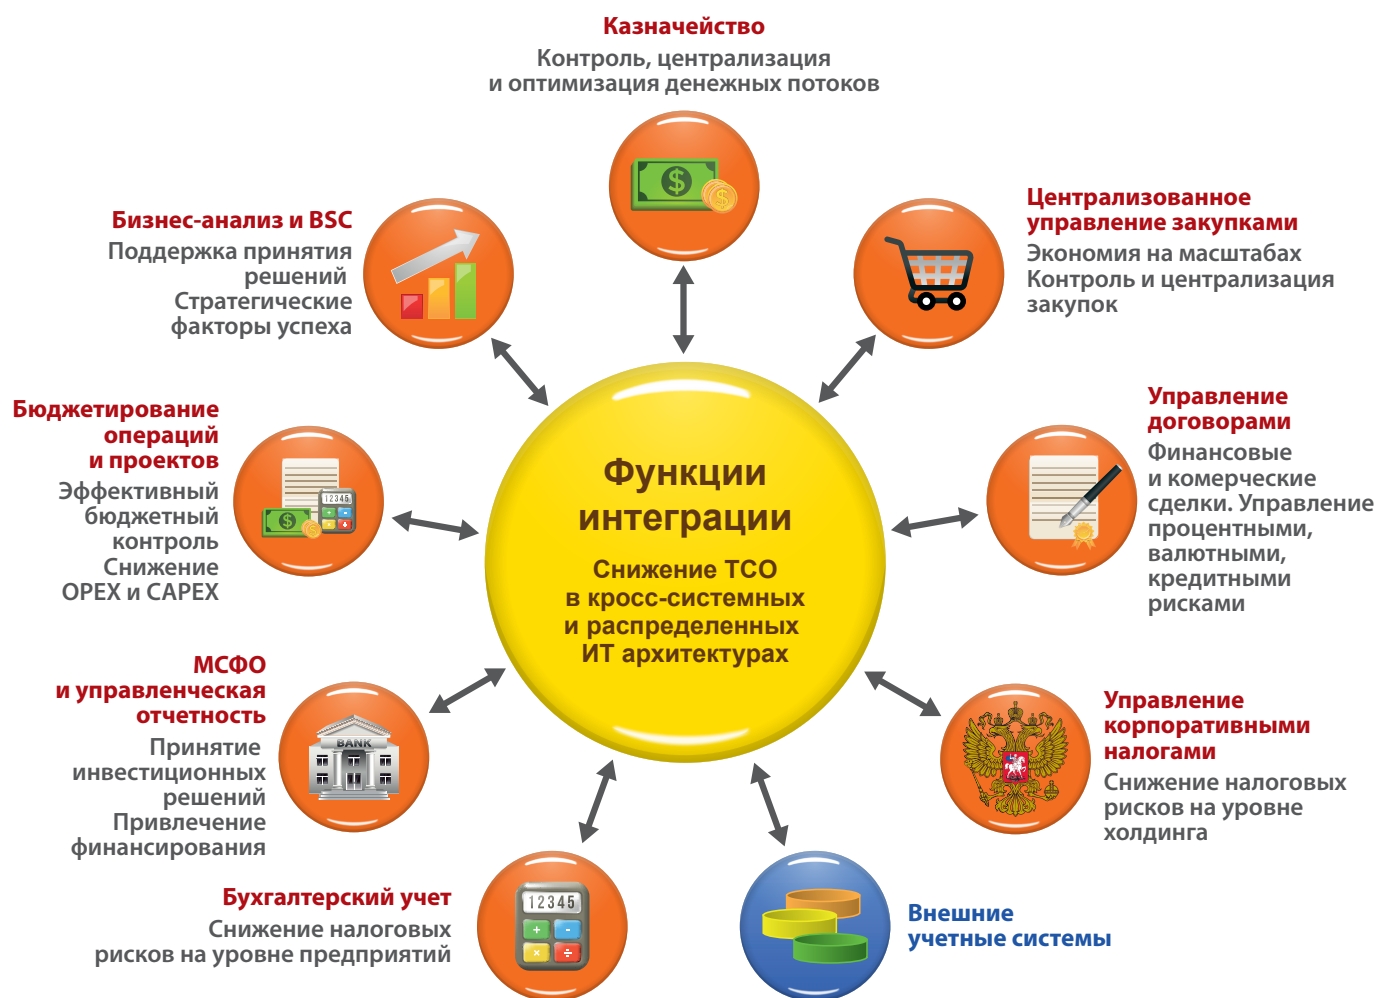 Казначейство
Контроль, централизация
и оптимизация денежных потоков
Бизнес-анализ и BSC
Поддержка принятия
решений
Стратегические
факторы успеха
Централизованное
управление закупками
Экономия на масштабах
Контроль и централизация
закупок
Бюджетирование
операций
и проектов
Эффективный
бюджетный
контроль
Снижение
OPEX и CAPEX
12345
Функции
интеграции
Снижение ТСО
в кросс-системных
и распределенных
ИТ архитектурах
Управление
договорами
Финансовые
и комерческие
сделки. Управление
процентными,
валютными,
кредитными
рисками
МСФО
и управленческая
отчетность
Принятие
инвестиционных
решений
Привлечение
финансирования
BANK
Управление
корпоративными
налогами
Снижение налоговых
рисков на уровне
холдинга
Бухгалтерский учет
Снижение налоговых
рисков на уровне предприятий
12345
Внешние
учетные системы